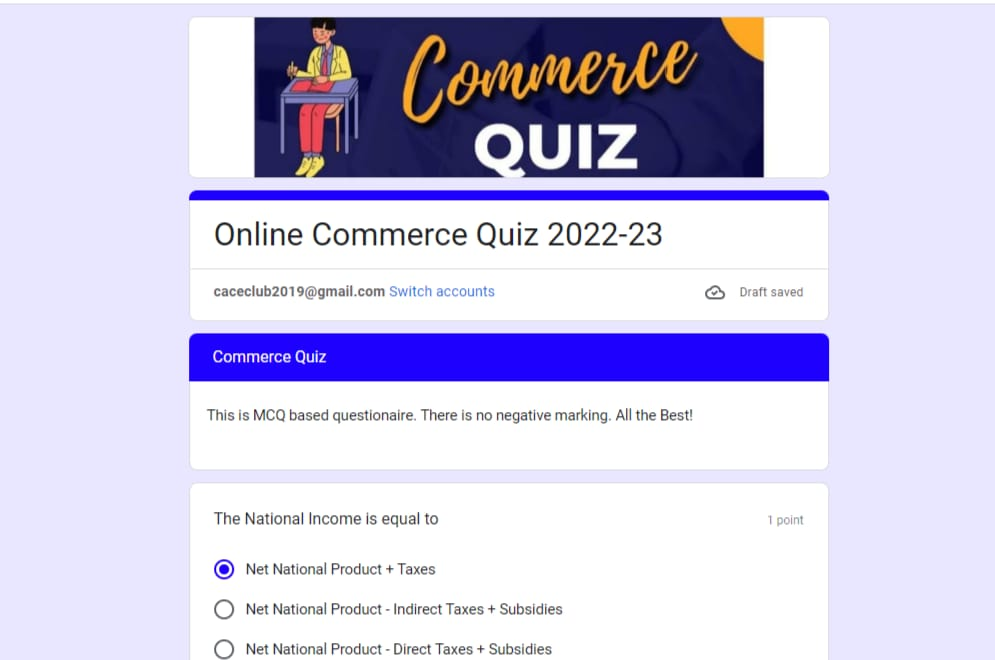 Commerce
QUIZ
Online Commerce Quiz 2022-23
caceclub2019@gmail.com Switch accounts
Draft saved
Commerce Quiz
This is MCQ based questionaire. There is no negative marking. All the Best!
The National Income is equal to
1 point
Net National Product + Taxes
Net National Product - Indirect Taxes + Subsidies
Net National Product - Direct Taxes + Subsidies